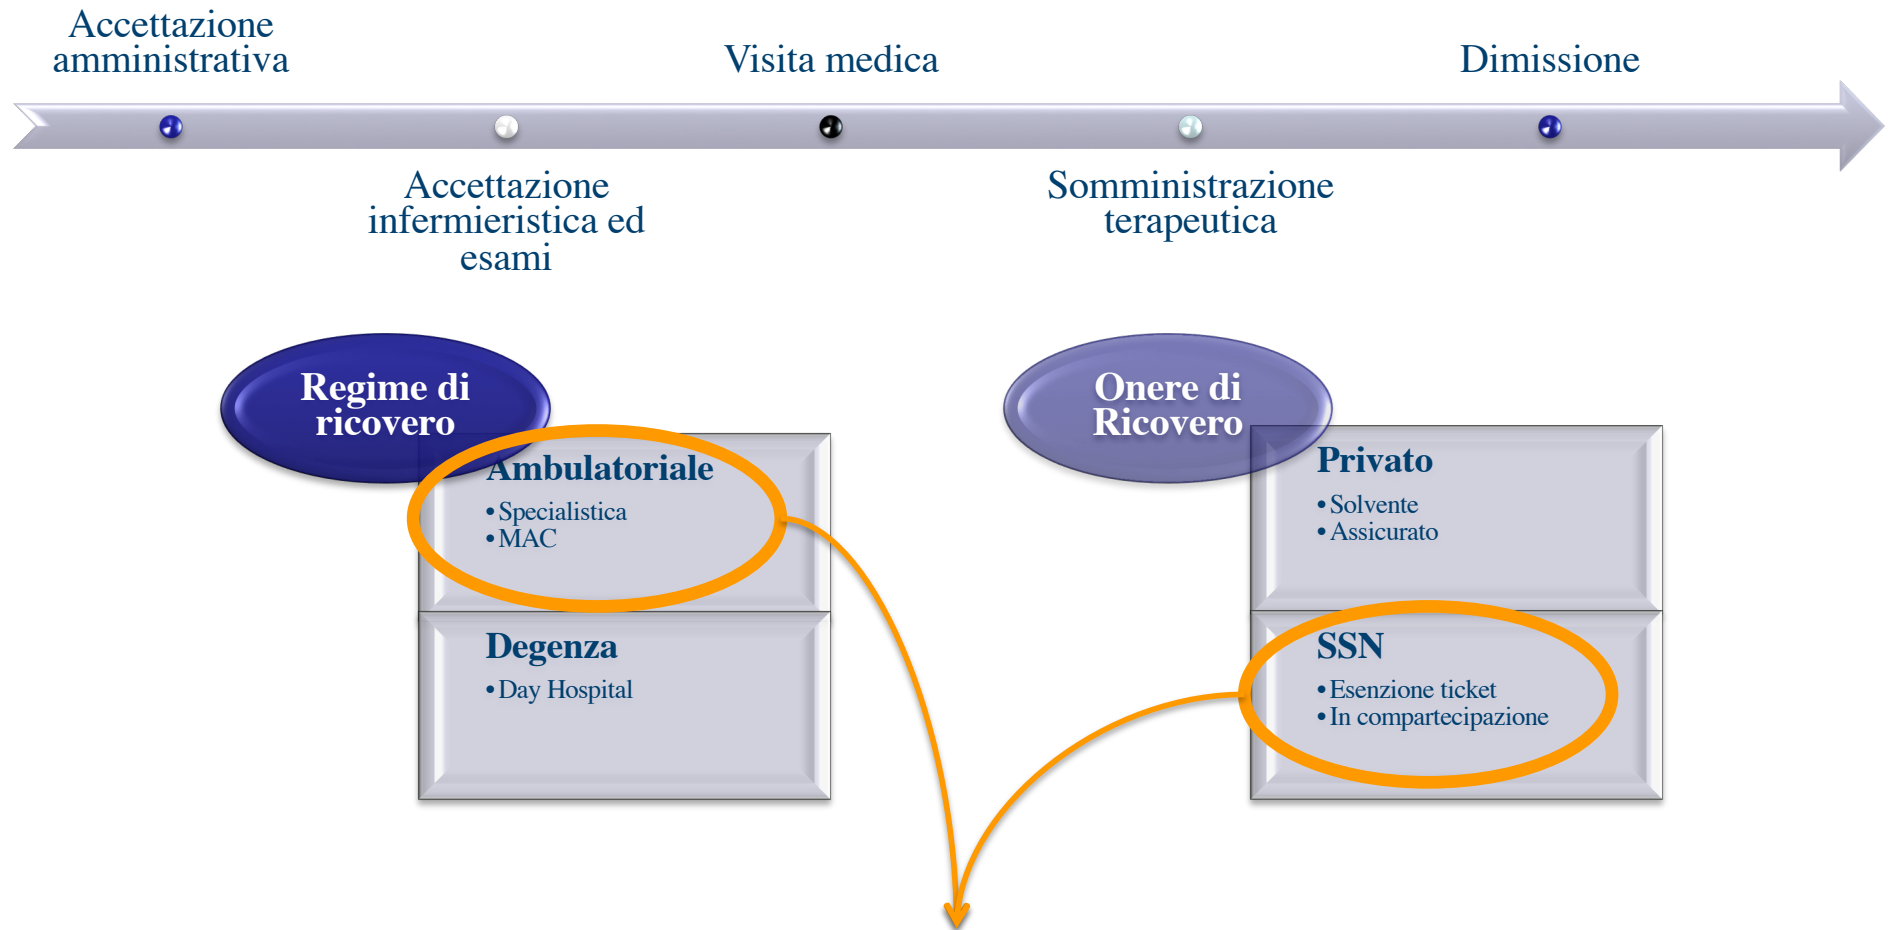 Accettazione
amministrativa
Visita medica
Dimissione
Accettazione
infermieristica ed
esami
Somministrazione
terapeutica
Regime di
ricovero
Ambulatoriale
• Specialistica
• MAC
Degenza
• Day Hospital
Onere di
Ricovero
Privato
• Solvente
• Assicurato
SSN
• Esenzione ticket
• In compartecipazione